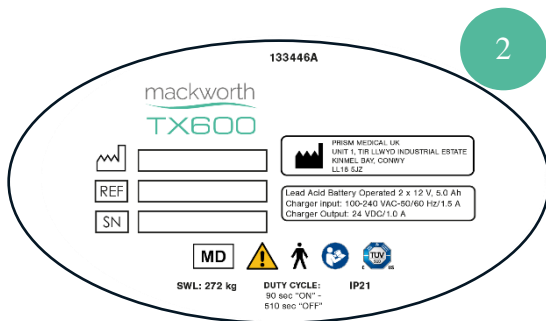 2
133446A
mackworth
TX600
PRISM MEDICAL UK
UNIT 1, TIR LLWYD INDUSTRIAL ESTATE
KINMEL BAY, CONWY
LL18 5JZ
REF
SN
Lead Acid Battery Operated 2 x 12 V, 5.0 Ah
Charger input: 100-240 VAC-50/60 Hz/1.5 A
Charger Output: 24 VDC/1.0 A
MD
TUV
SWL: 272 kg
DUTY CYCLE:
90 sec "ON" -
510 sec "OFF"
IP21